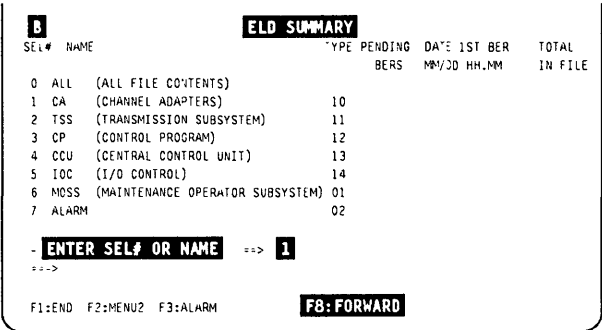 B ELD SUMMARY
SEL# NAME TYPE PENDING DATE 1ST BER TOTAL
BERS MM/DD HH.MM IN FILE
0 ALL (ALL FILE CONTENTS)
1 CA (CHANNEL ADAPTERS) 10
2 TSS (TRANSMISSION SUBSYSTEM) 11
3 CP (CONTROL PROGRAM) 12
4 CCU (CENTRAL CONTROL UNIT) 13
5 IOC (I/O CONTROL) 14
6 MOSS (MAINTENANCE OPERATOR SUBSYSTEM) 01
7 ALARM 02
- ENTER SEL# OR NAME ==> 1
==>
F1:END F2:MENU2 F3:ALARM F8:FORWARD